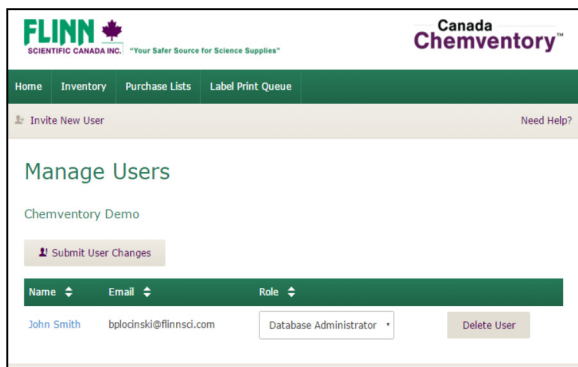 FLINN
SCIENTIFIC CANADA INC.
"Your Safer Source for Science Supplies"
Canada
Chemventory™
Home Inventory Purchase Lists Label Print Queue
Invite New User Need Help?
Manage Users
Chemventory Demo
Submit User Changes
Name Email Role
John Smith bplocinski@flinnsci.com Database Administrator Delete User